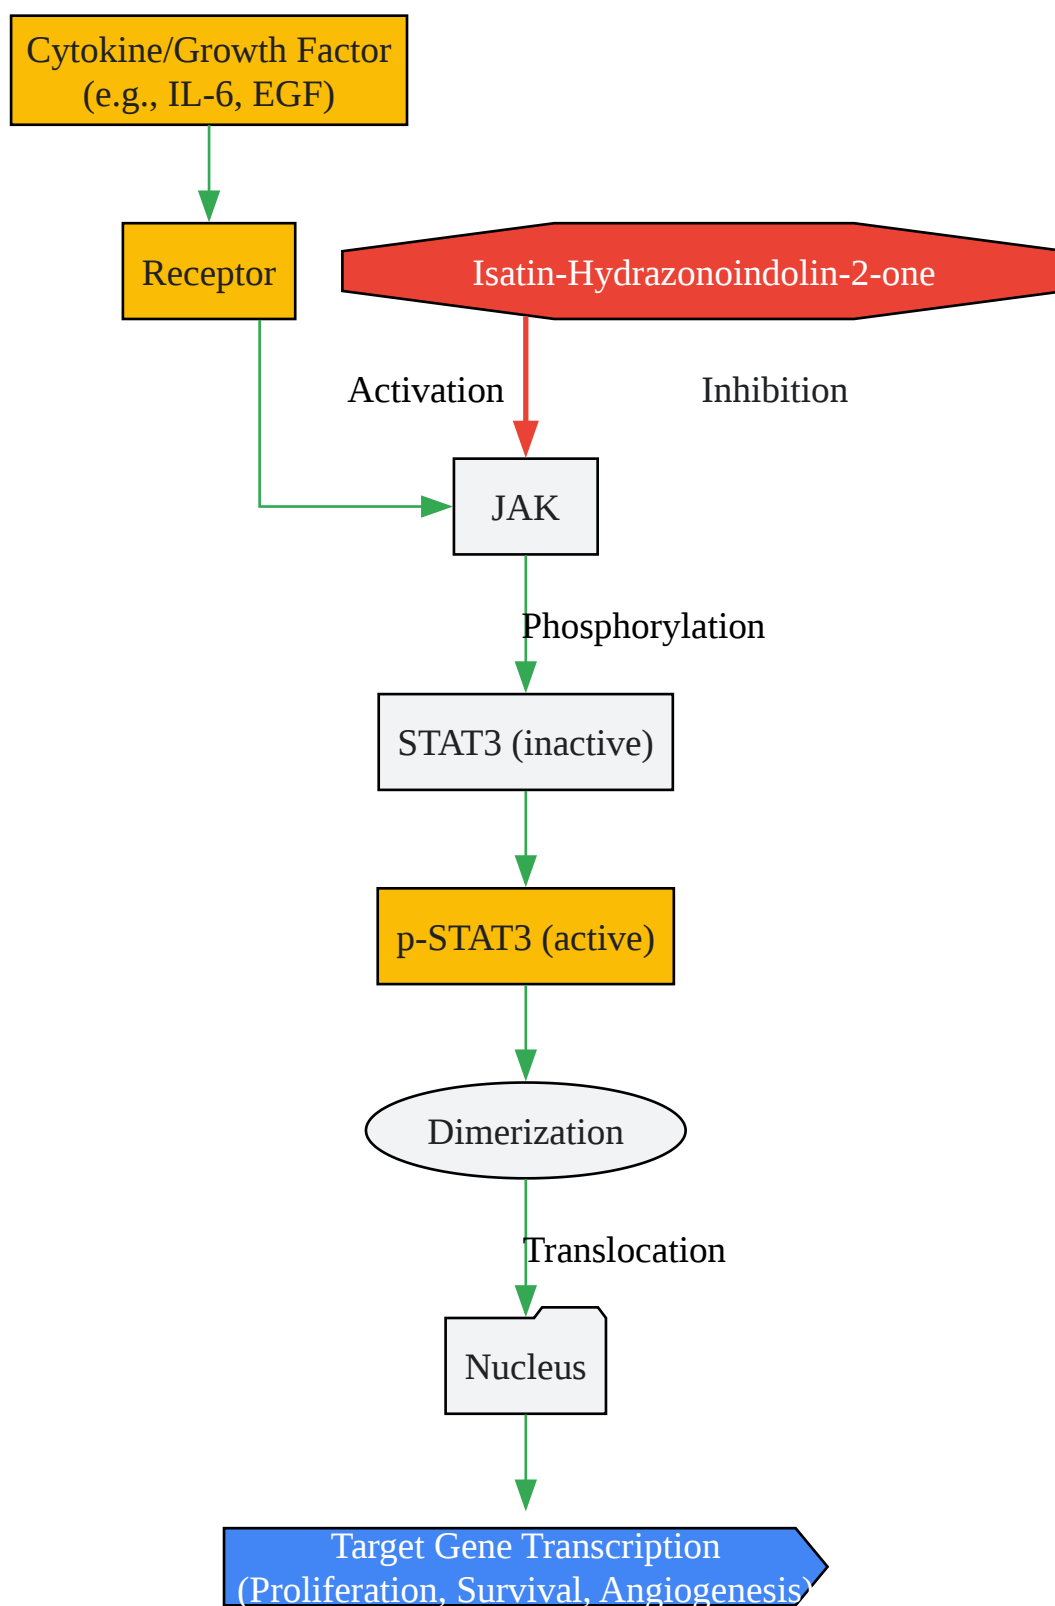 Cytokine/Growth Factor
(e.g., IL-6, EGF)
Receptor
Isatin-Hydrazonoindolin-2-one
Activation
Inhibition
JAK
Phosphorylation
STAT3 (inactive)
p-STAT3 (active)
Dimerization
Translocation
Nucleus
Target Gene Transcription
(Proliferation, Survival, Angiogenesis)